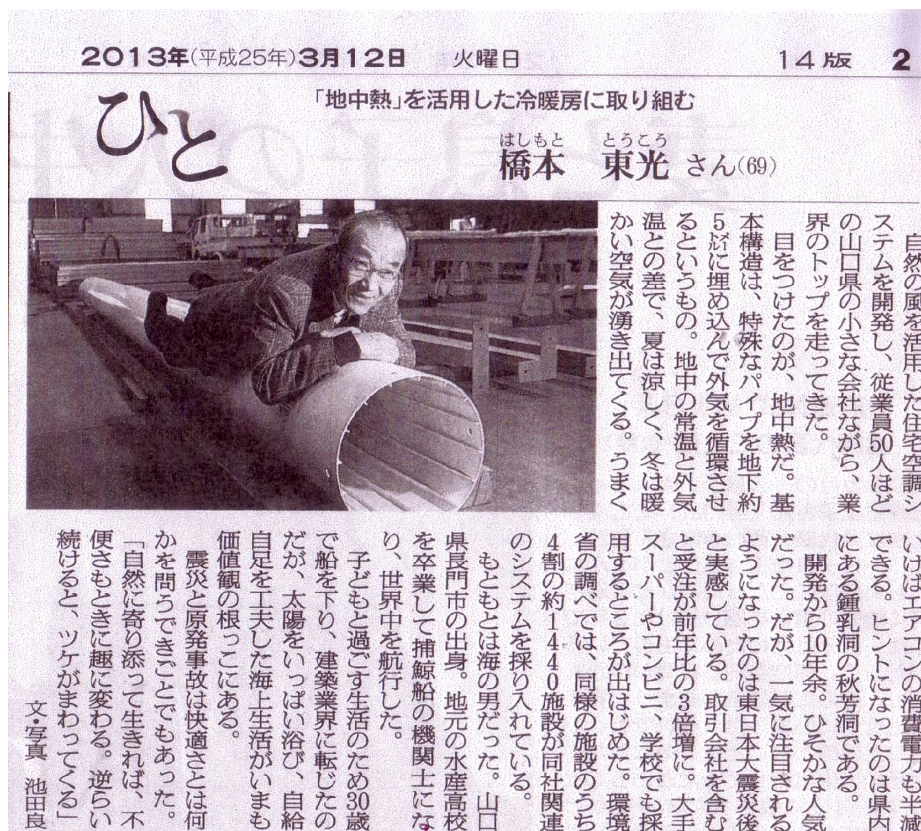 2013年(平成25年)3月12日 火曜日 14版 2
ひと
「地中熱」を活用した冷暖房に取り組む
はしもと とうこう
橋本 東光 さん(69)
自然の風を活用した住宅空調シ
ステムを開発し、従業員50人ほど
の山口県の小さな会社ながら、業
界のトップを走ってきた。
目をつけたのが、地中熱だ。基
本構造は、特殊なパイプを地下約
5㍍に埋め込んで外気を循環させ
るというもの。地中の常温と外気
温との差で、夏は涼しく、冬は暖
かい空気が湧き出てくる。うまく
いけばエアコンの消費電力も半減
できる。ヒントになったのは県内
にある鍾乳洞の秋芳洞である。
開発から10年余。ひそかな人気
だった。だが、一気に注目される
ようになったのは東日本大震災後
と実感している。取引会社を含む
と受注が前年比の3倍増に。大手
スーパーやコンビニ、学校でも採
用するところが出はじめた。環境
省の調べでは、同様の施設のうち
4割の約1440施設が同社関連
のシステムを採り入れている。
もともとは海の男だった。山口
県長門市の出身。地元の水産高校
を卒業して捕鯨船の機関士にな
り、世界中を航行した。
子どもと過ごす生活のため30歳
で船を下り、建築業界に転じたの
だが、太陽をいっぱい浴び、自給
自足を工夫した海上生活がいまも
価値観の根っこにある。
震災と原発事故は快適さとは何
かを問うできごとでもあった。
「自然に寄り添って生きれば、不
便さもときに趣に変わる。逆らい
続けると、ツケがまわってくる」
文・写真 池田良